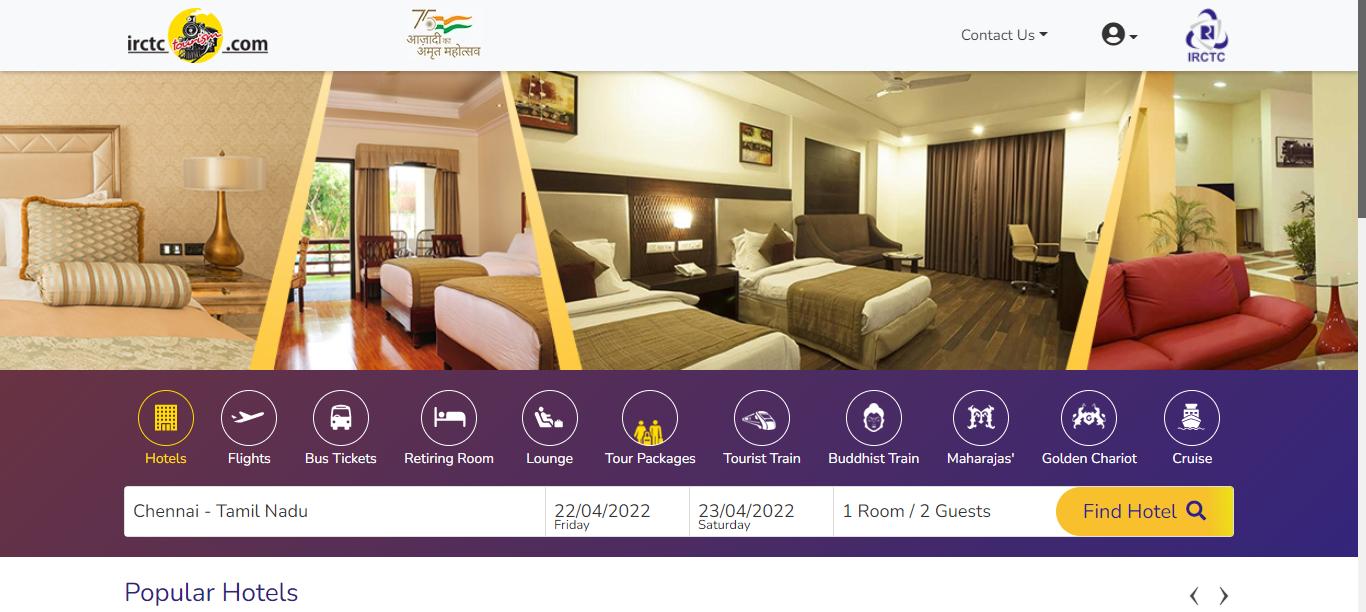 irctc tourism .com
75
आज़ादी का
अमृत महोत्सव
Contact Us
IRCTC
Hotels
Flights
Bus Tickets
Retiring Room
Lounge
Tour Packages
Tourist Train
Buddhist Train
Maharajas'
Golden Chariot
Cruise
Chennai - Tamil Nadu
22/04/2022
Friday
23/04/2022
Saturday
1 Room / 2 Guests
Find Hotel
Popular Hotels